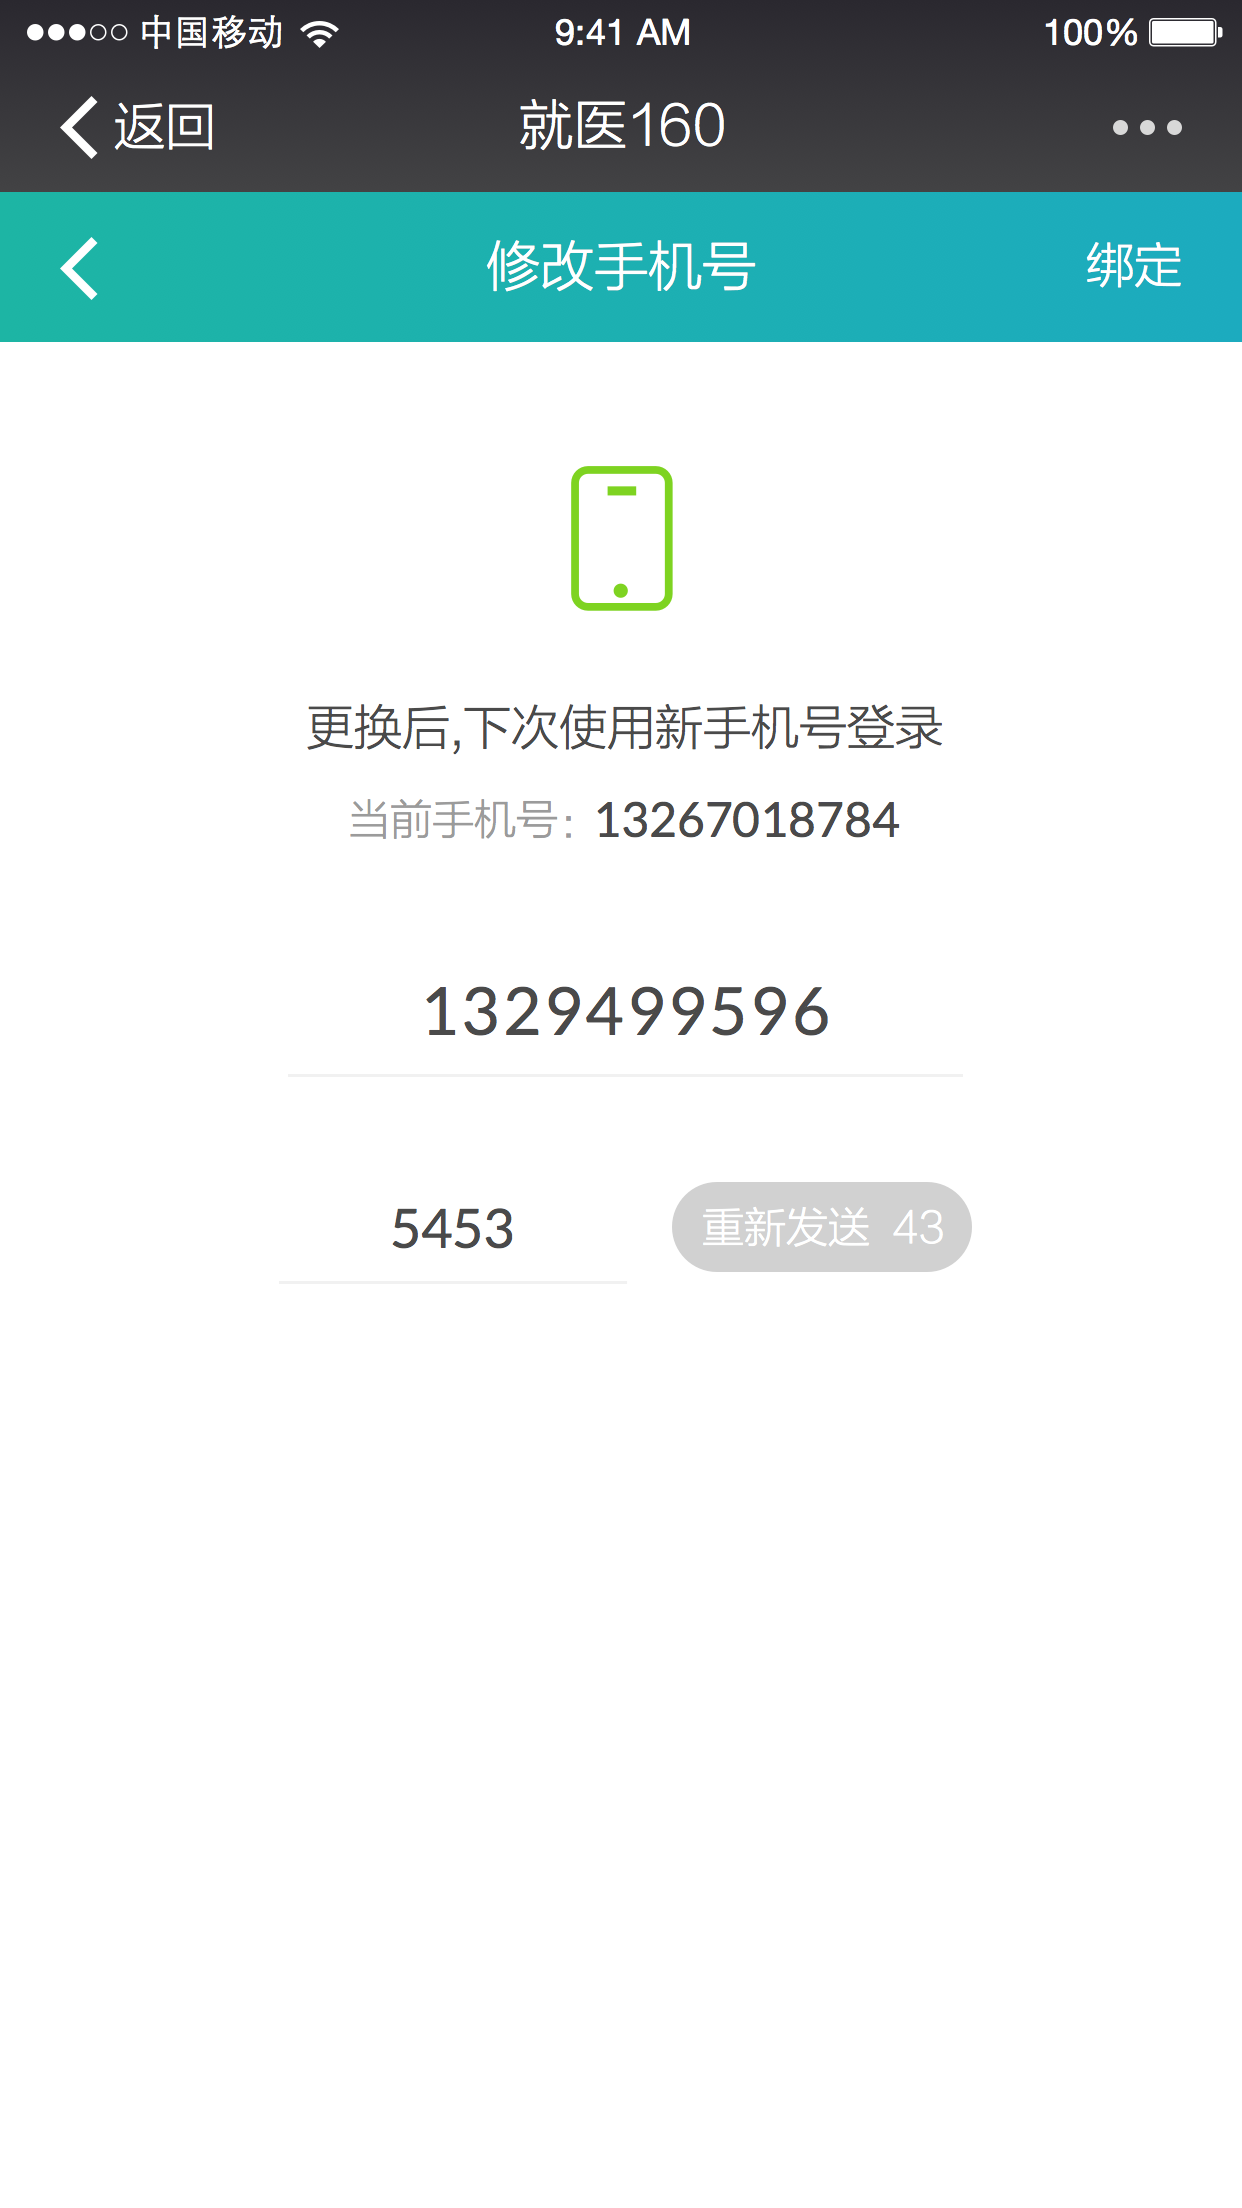 中国移动 9:41 AM 100%
返回 就医160
修改手机号 绑定
更换后,下次使用新手机号登录
当前手机号: 13267018784
1329499596
5453 重新发送 43